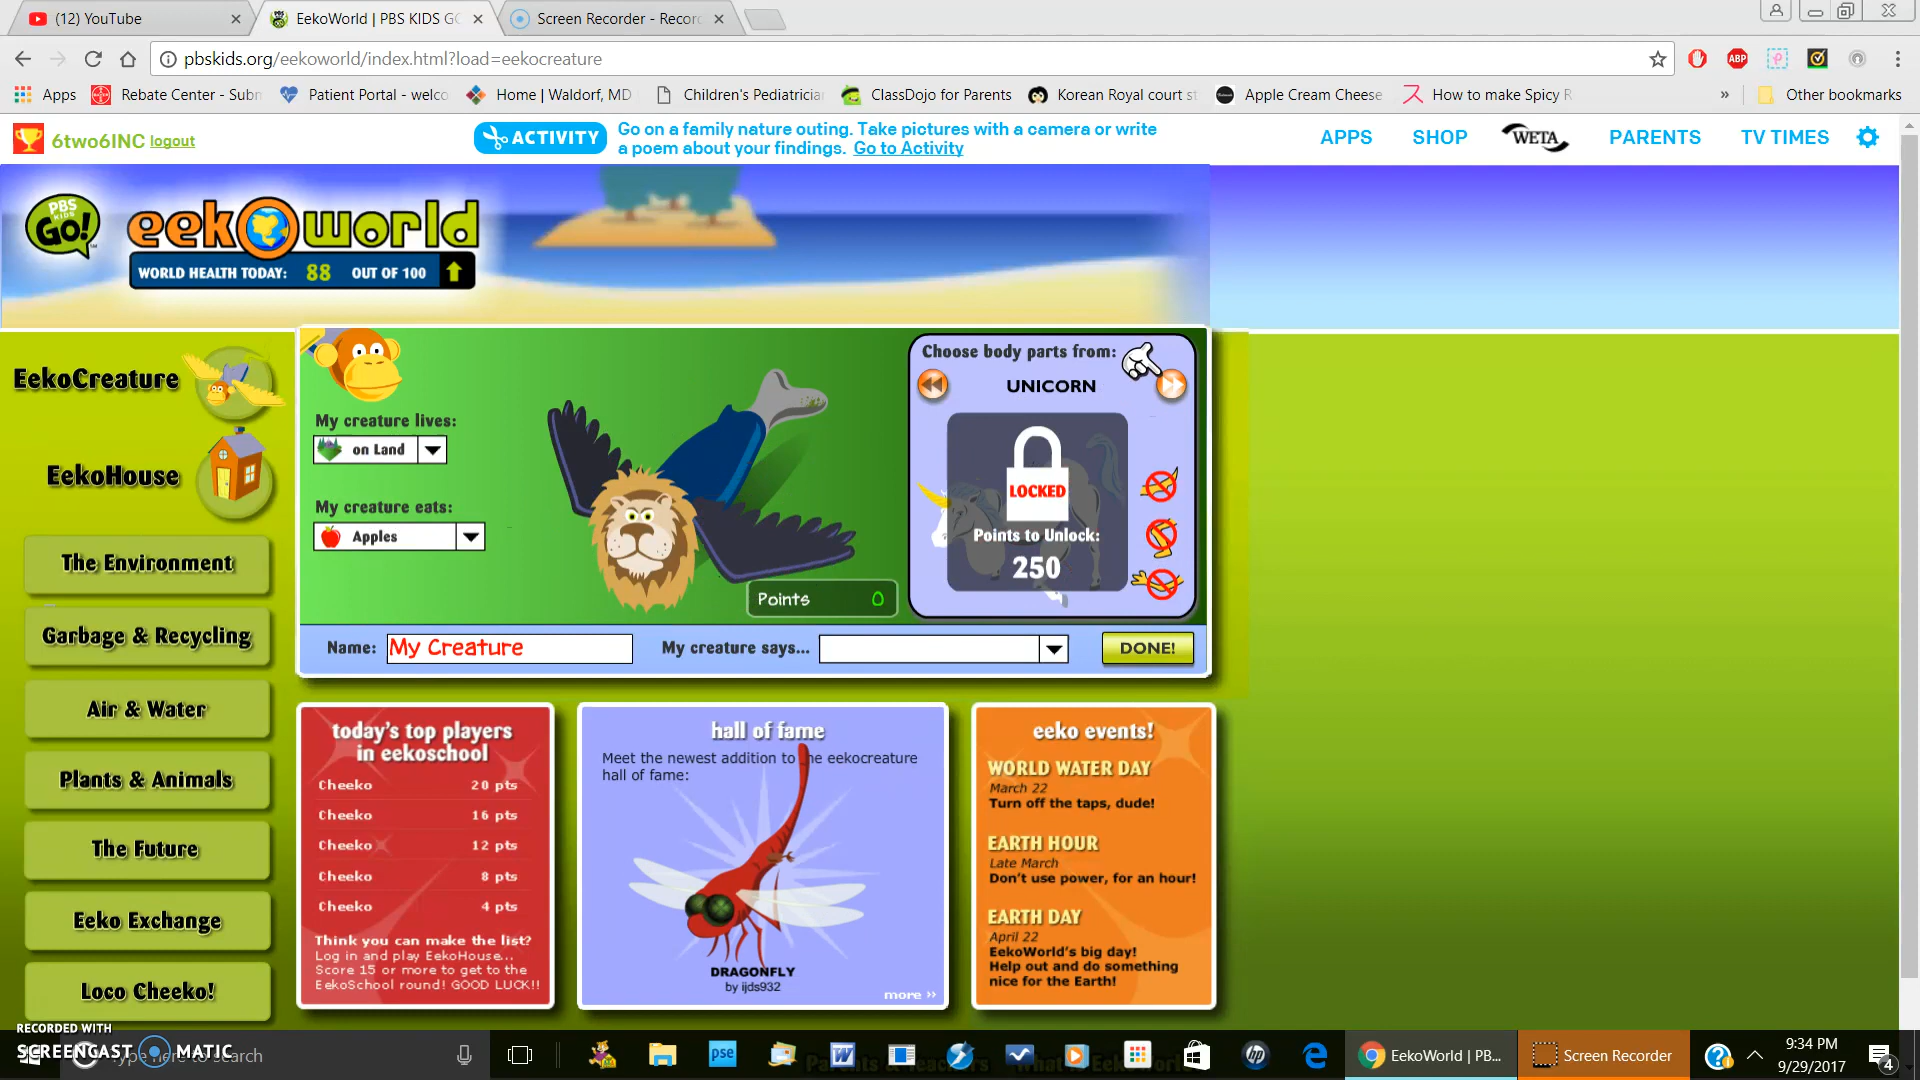 (12) YouTube
EekoWorld | PBS KIDS GO
Screen Recorder - Record
pbskids.org/eekoworld/index.html?load=eekocreature
ABP
Apps
Rebate Center - Subm
Patient Portal - welco
Home | Waldorf, MD
Children's Pediatrician
ClassDojo for Parents
Korean Royal court st
Apple Cream Cheese
How to make Spicy R
»
Other bookmarks
6two6INC logout
ACTIVITY
Go on a family nature outing. Take pictures with a camera or write
a poem about your findings. Go to Activity
APPS
SHOP
WETA
PARENTS
TV TIMES
PBS KIDS GO!
eekoworld
WORLD HEALTH TODAY: 88 OUT OF 100
EekoCreature
EekoHouse
The Environment
Garbage & Recycling
Air & Water
Plants & Animals
The Future
Eeko Exchange
Loco Cheeko!
My creature lives:
on Land
My creature eats:
Apples
Points 0
Choose body parts from:
UNICORN
LOCKED
Points to Unlock:
250
Name: My Creature
My creature says...
DONE!
today's top players
in eekoschool
Cheeko 20 pts
Cheeko 16 pts
Cheeko 12 pts
Cheeko 8 pts
Cheeko 4 pts
Think you can make the list?
Log in and play EekoHouse...
Score 15 or more to get to the
EekoSchool round! GOOD LUCK!!
hall of fame
Meet the newest addition to the eekocreature
hall of fame:
DRAGONFLY
by ijds932
more ››
eeko events!
WORLD WATER DAY
March 22
Turn off the taps, dude!
EARTH HOUR
Late March
Don't use power, for an hour!
EARTH DAY
April 22
EekoWorld's big day!
Help out and do something
nice for the Earth!
RECORDED WITH
SCREENCAST MATIC
Type here to search
pse
W
hp
EekoWorld | PB...
Screen Recorder
9:34 PM
9/29/2017
4